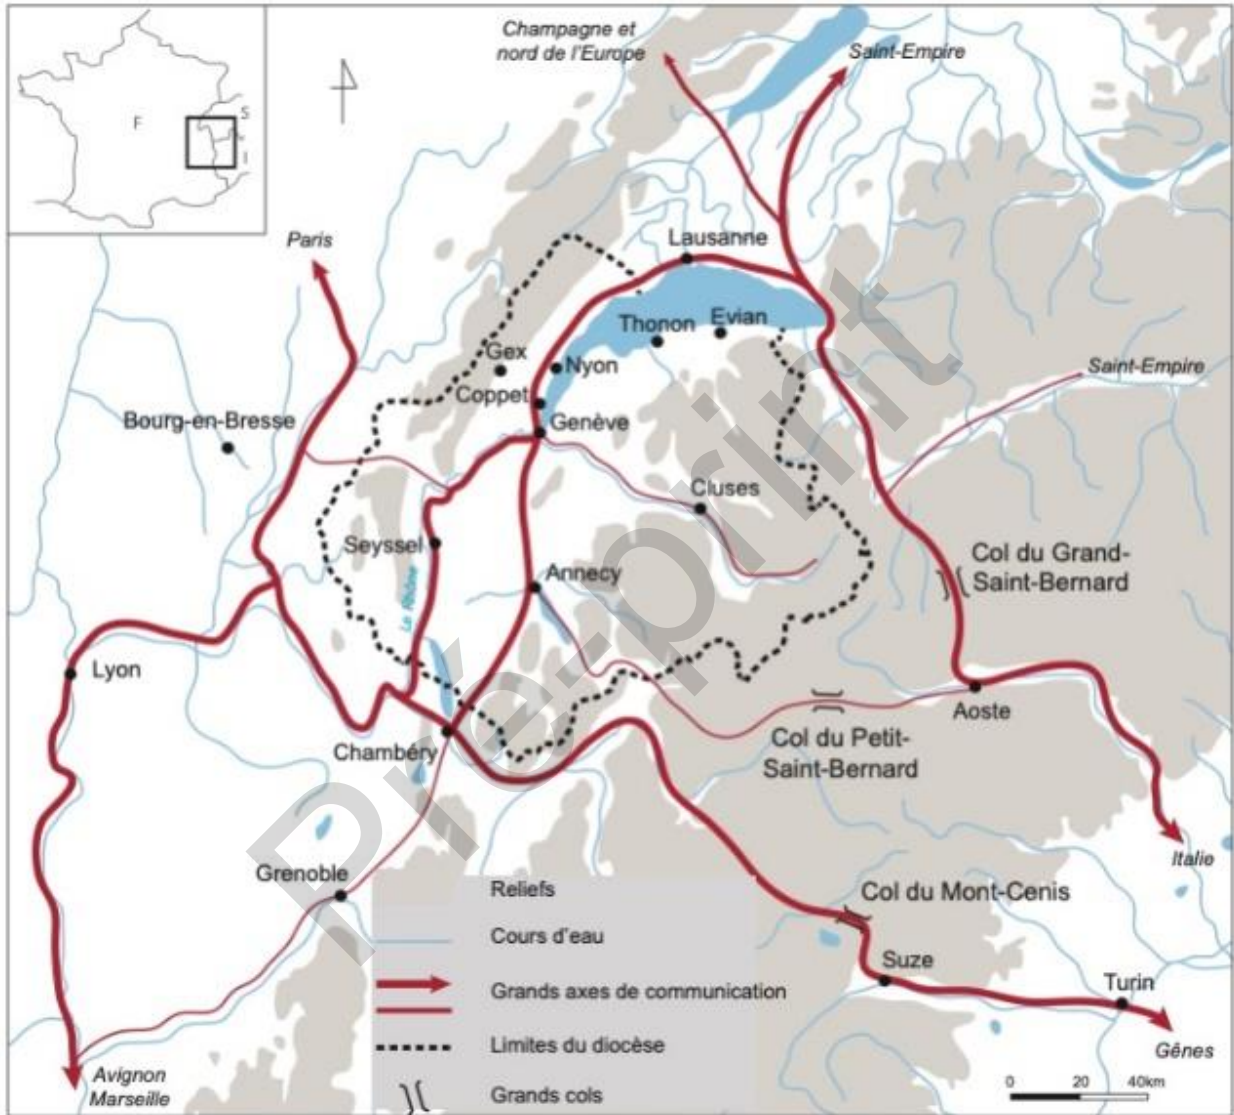 Champagne et
nord de l'Europe
Saint-Empire
F
S
I
Paris
Lausanne
Thonon
Evian
Gex
Nyon
Saint-Empire
Coppet
Bourg-en-Bresse
Genève
Cluses
Seyssel
Annecy
Col du Grand-
Saint-Bernard
Le Rhône
Lyon
Aoste
Chambéry
Col du Petit-
Saint-Bernard
Italie
Grenoble
Reliefs
Col du Mont-Cenis
Cours d'eau
Suze
Turin
Grands axes de communication
Limites du diocèse
Gênes
Avignon
Marseille
Grands cols
0 20 40km
Pré-print